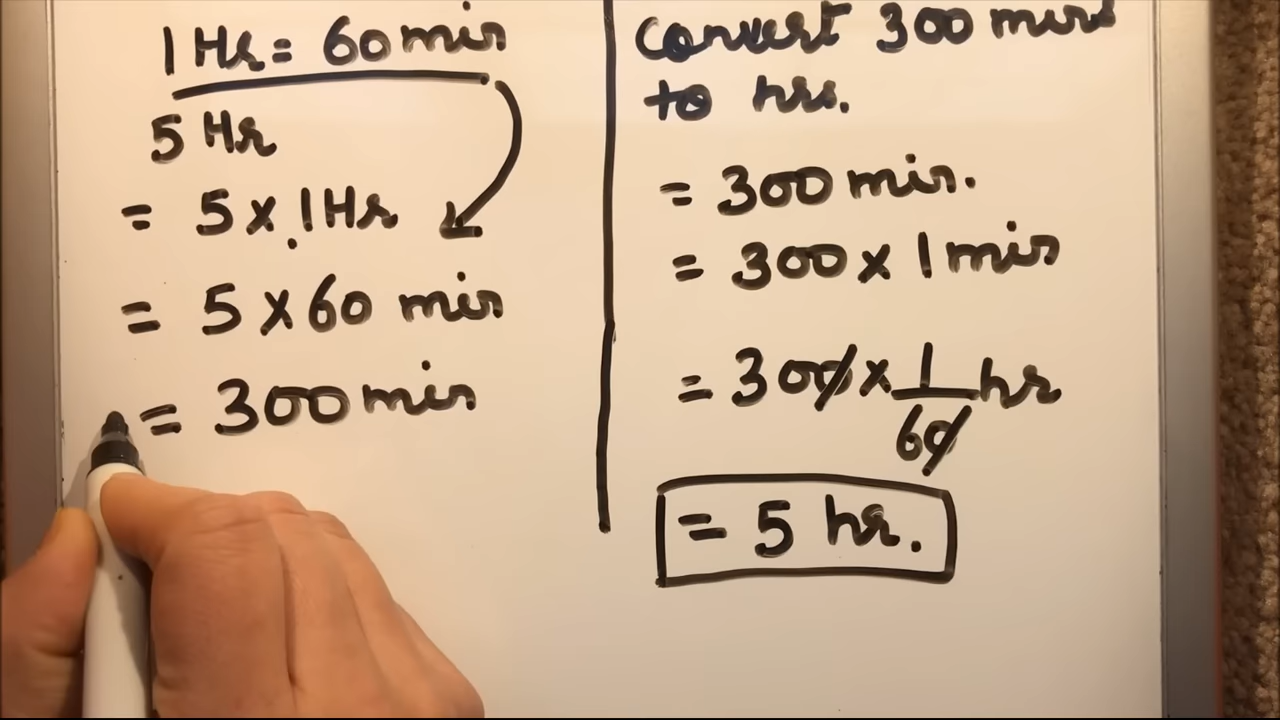 1 Hr = 60 min
5 Hr
= 5 × 1 Hr
= 5 × 60 min
= 300 min
Convert 300 mins
to hrs.
= 300 min.
= 300 × 1 min
= 300 × 1/60 hr
= 5 hr.